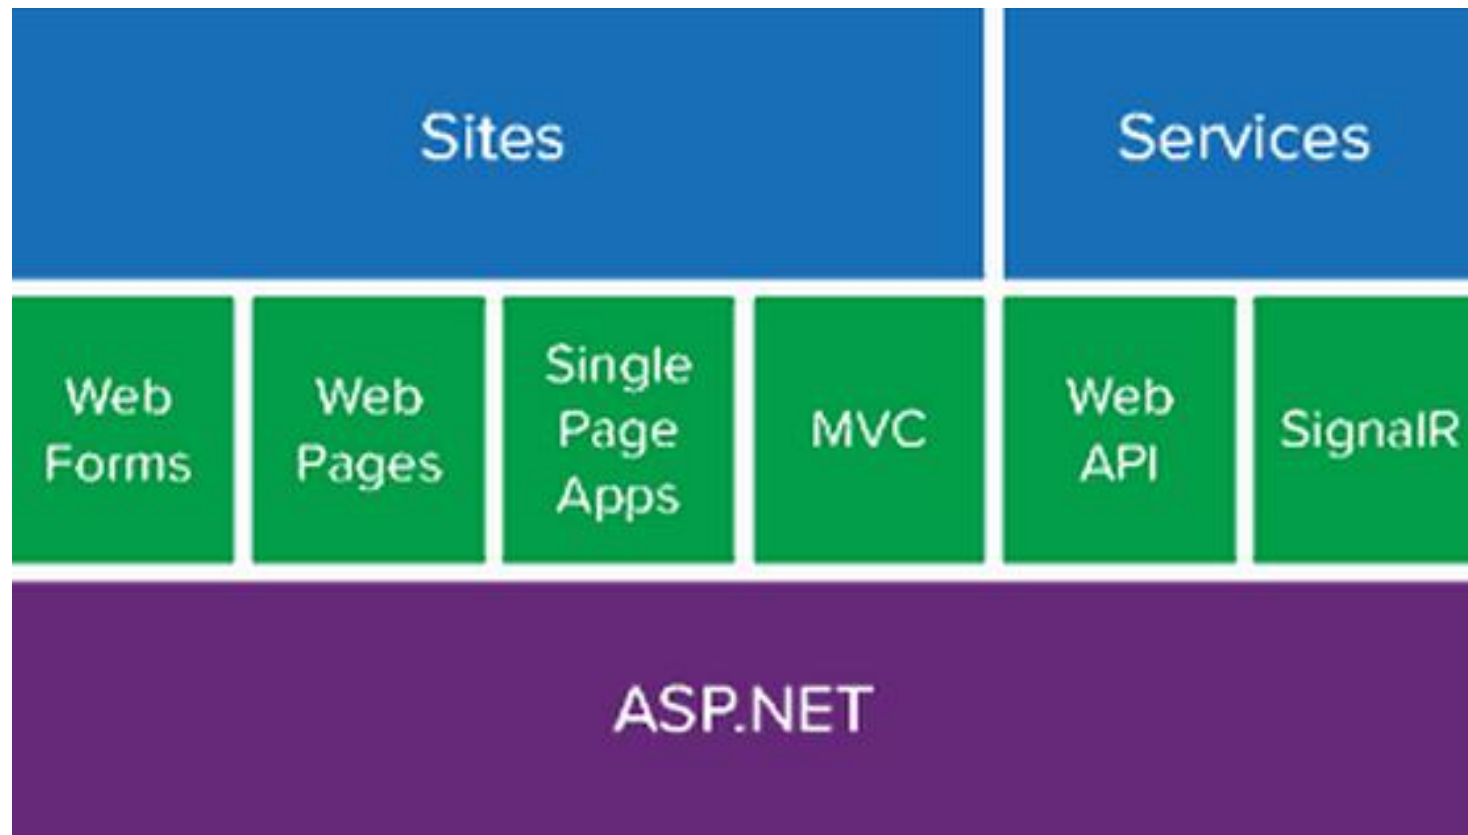 Sites
Services
Web
Forms
Web
Pages
Single
Page
Apps
MVC
Web
API
SignalR
ASP.NET